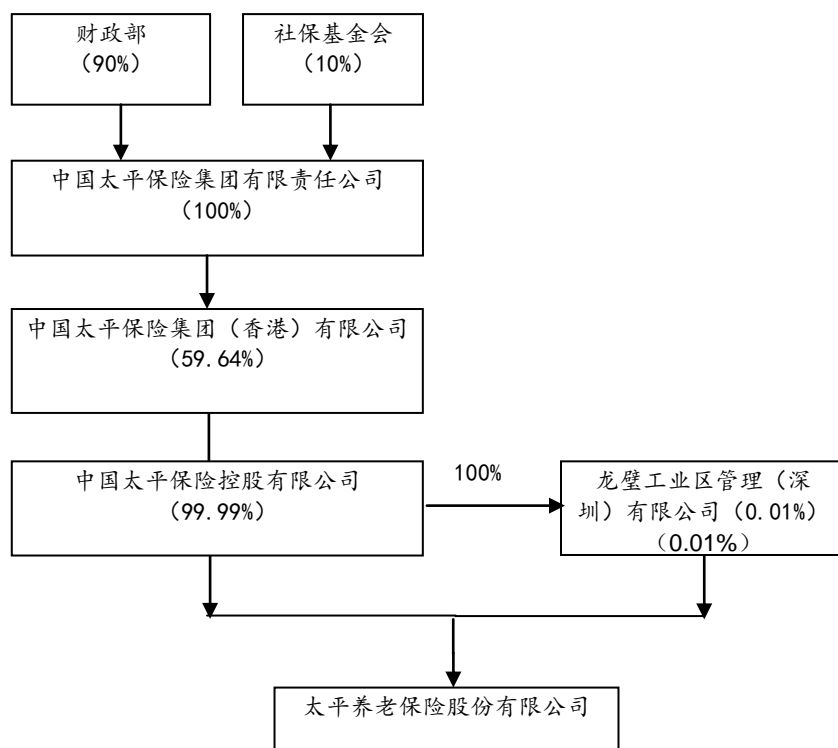 财政部
（90%）
社保基金会
（10%）
中国太平保险集团有限责任公司
（100%）
中国太平保险集团（香港）有限公司
（59.64%）
中国太平保险控股有限公司
（99.99%）
100%
龙璧工业区管理（深
圳）有限公司（0.01%）
（0.01%）
太平养老保险股份有限公司